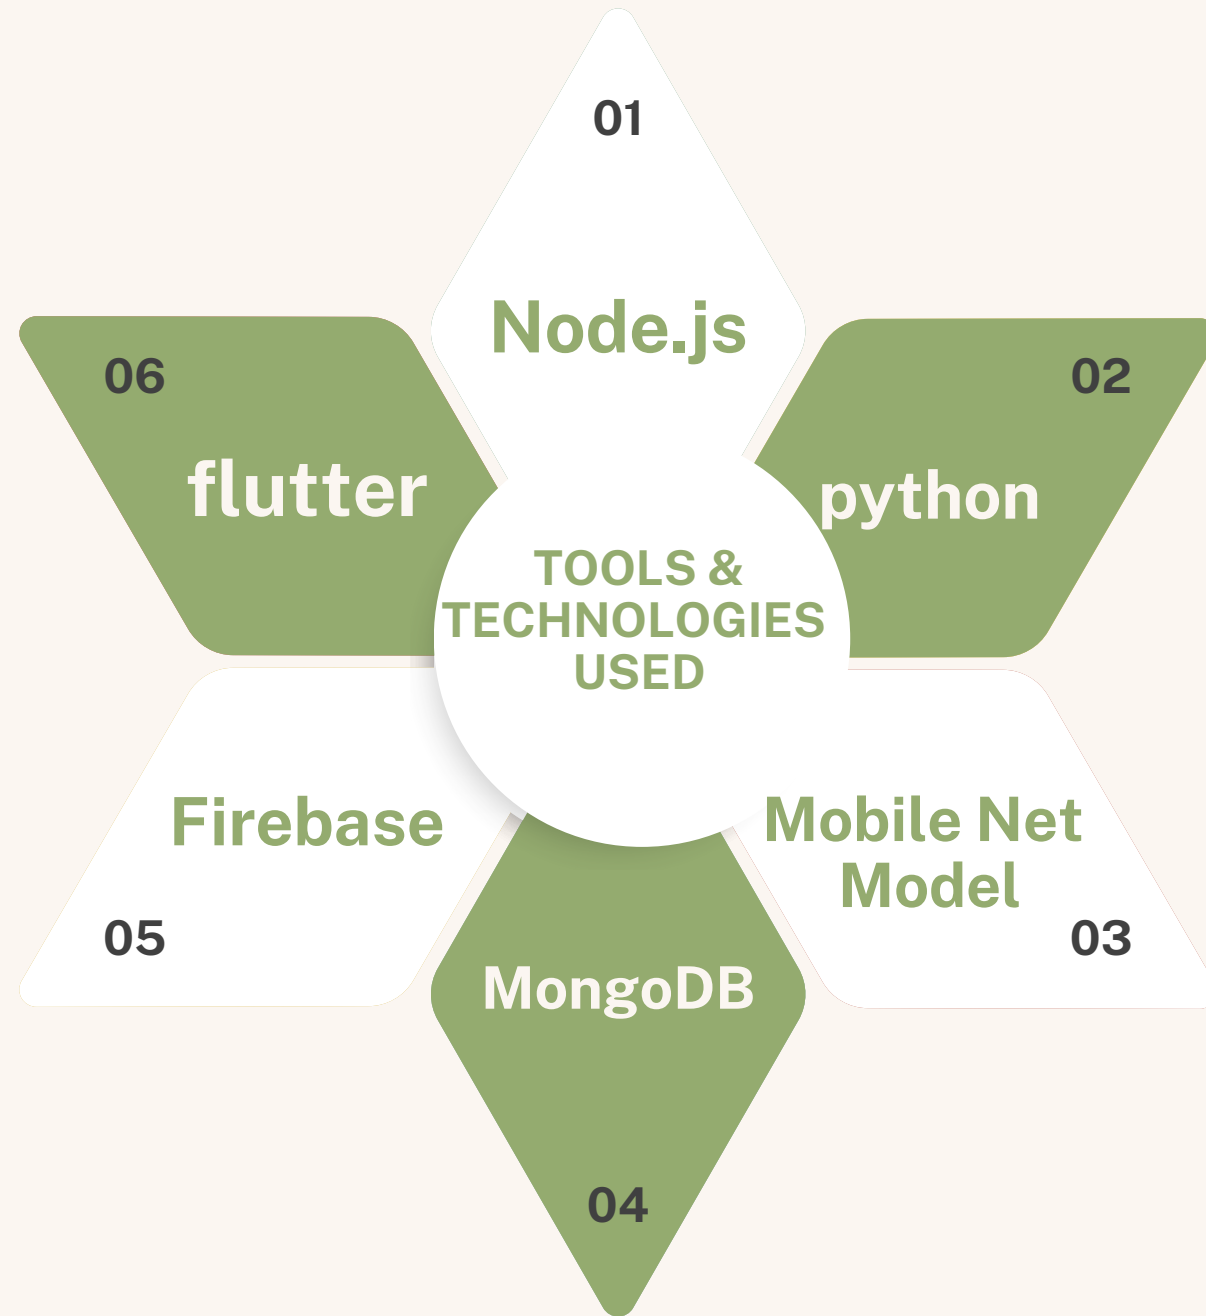 01
Node.js
02
python
03
Mobile Net
Model
04
MongoDB
05
Firebase
06
flutter
TOOLS &
TECHNOLOGIES
USED